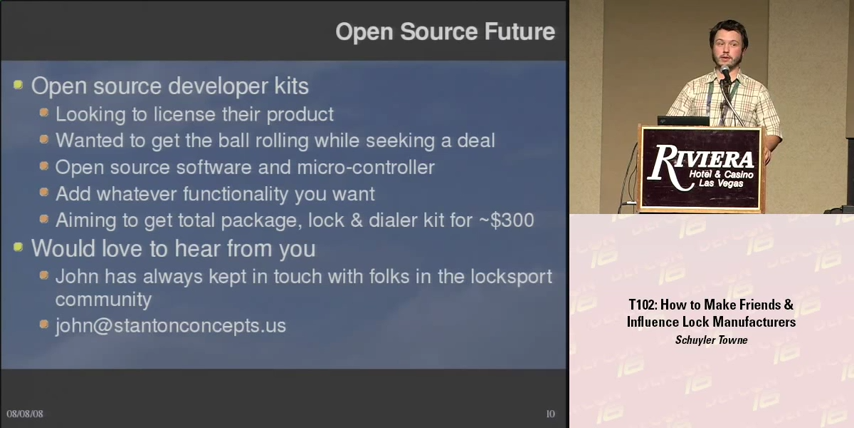 Open Source Future
Open source developer kits
Looking to license their product
Wanted to get the ball rolling while seeking a deal
Open source software and micro-controller
Add whatever functionality you want
Aiming to get total package, lock & dialer kit for ~$300
Would love to hear from you
John has always kept in touch with folks in the locksport
community
john@stantonconcepts.us
08/08/08
10
RIVIERA
Hotel & Casino
Las Vegas
T102: How to Make Friends &
Influence Lock Manufacturers
Schuyler Towne